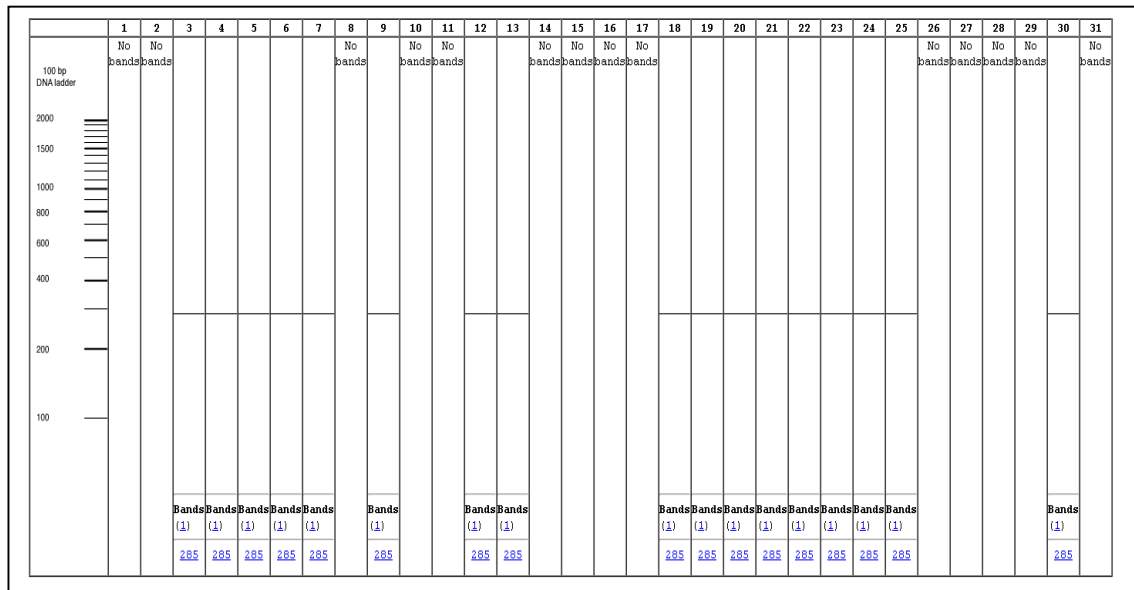 1 2 3 4 5 6 7 8 9 10 11 12 13 14 15 16 17 18 19 20 21 22 23 24 25 26 27 28 29 30 31
No No No No No No No No No No No No No No
bands bands bands bands bands bands bands bands bands bands bands bands bands bands
100 bp
DNA ladder
2000
1500
1000
800
600
400
200
100
Bands Bands Bands Bands Bands Bands Bands Bands Bands Bands Bands Bands Bands Bands Bands Bands Bands
(1) (1) (1) (1) (1) (1) (1) (1) (1) (1) (1) (1) (1) (1) (1) (1) (1)
285 285 285 285 285 285 285 285 285 285 285 285 285 285 285 285 285